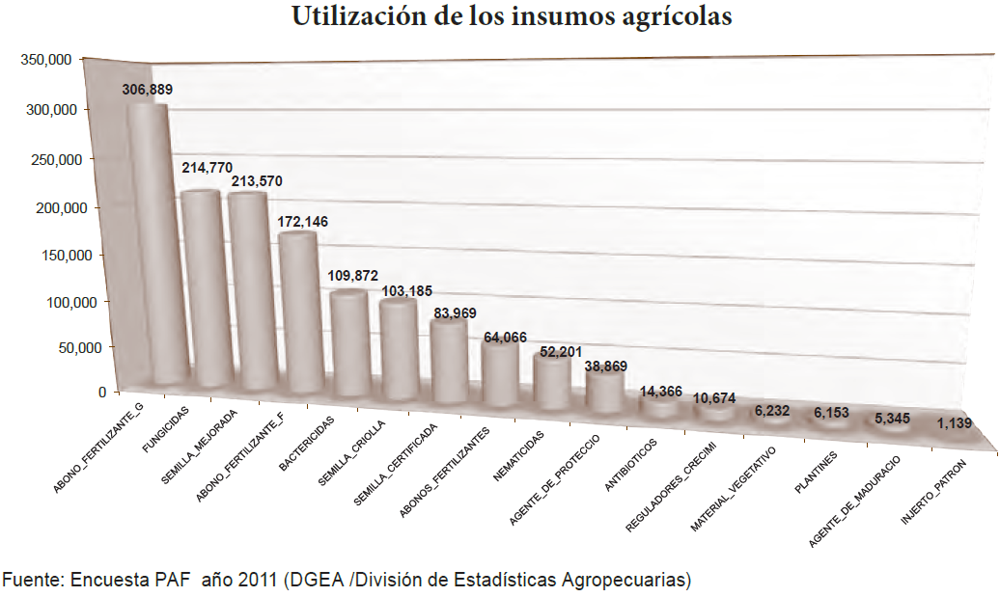 Utilización de los insumos agrícolas
350,000
300,000
250,000
200,000
150,000
100,000
50,000
0
306,889
214,770
213,570
172,146
109,872
103,185
83,969
64,066
52,201
38,869
14,366
10,674
6,232
6,153
5,345
1,139
ABONO_FERTILIZANTE_G
FUNGICIDAS
SEMILLA_MEJORADA
ABONO_FERTILIZANTE_F
BACTERICIDAS
SEMILLA_CRIOLLA
SEMILLA_CERTIFICADA
ABONOS_FERTILIZANTES
NEMATICIDAS
AGENTE_DE_PROTECCIO
ANTIBIOTICOS
REGULADORES_CRECIMI
MATERIAL_VEGETATIVO
PLANTINES
AGENTE_DE_MADURACIO
INJERTO_PATRON
Fuente: Encuesta PAF año 2011 (DGEA /División de Estadísticas Agropecuarias)